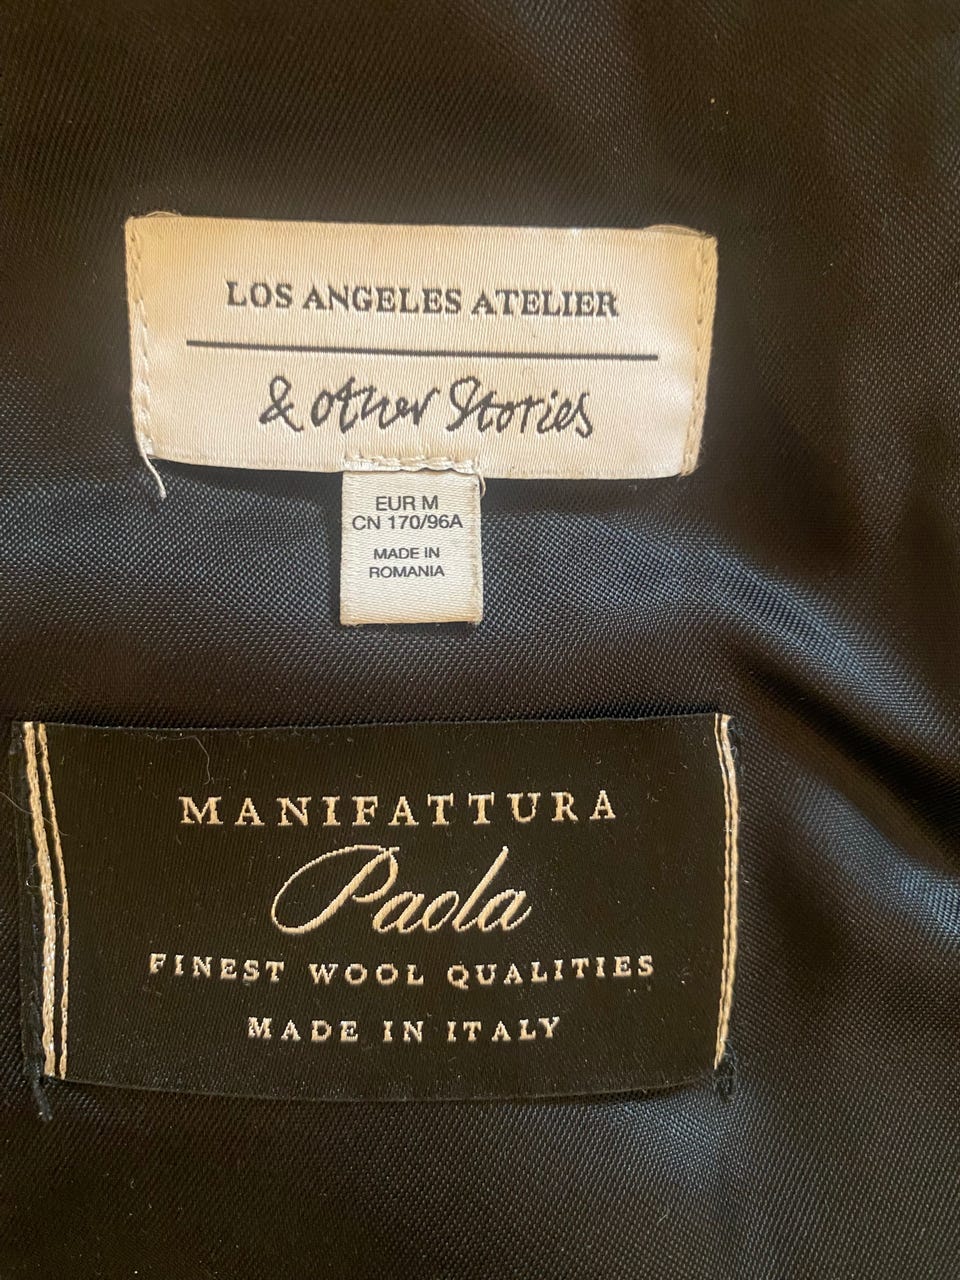 LOS ANGELES ATELIER
& other Stories
EUR M
CN 170/96A
MADE IN
ROMANIA
MANIFATTURA
Paola
FINEST WOOL QUALITIES
MADE IN ITALY